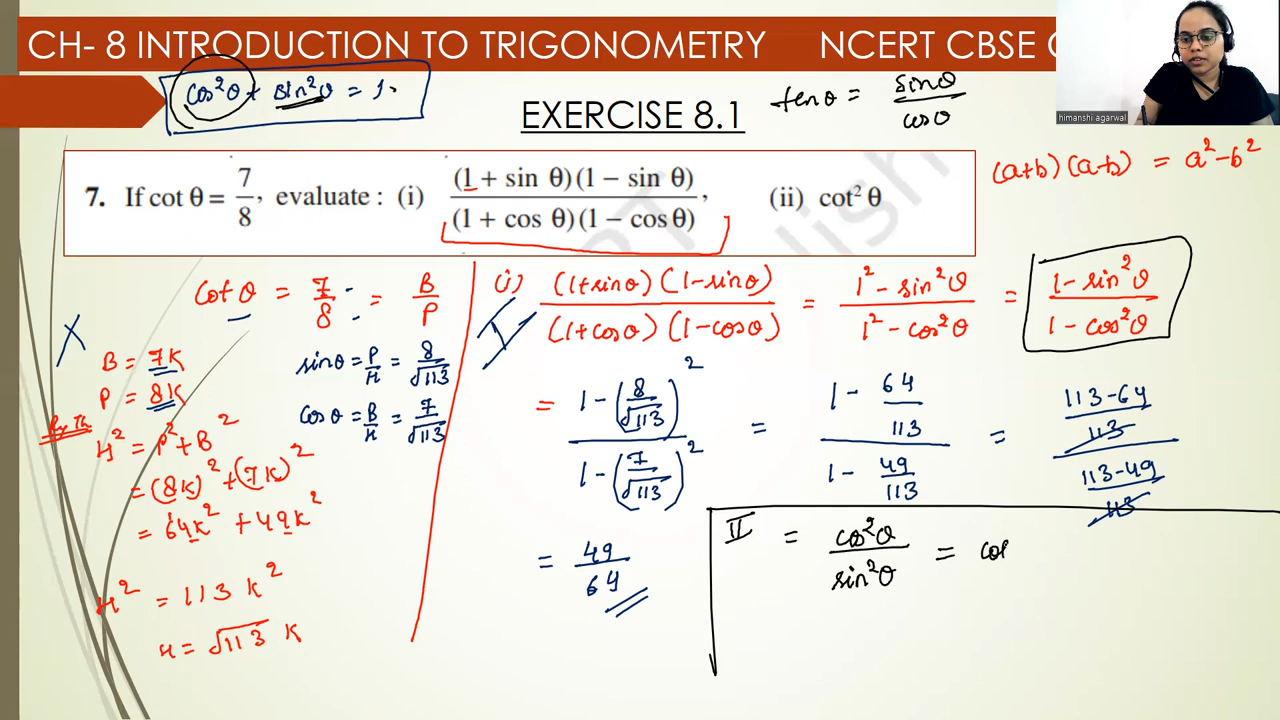 CH- 8 INTRODUCTION TO TRIGONOMETRY NCERT CBSE
cos²θ + sin²θ = 1
EXERCISE 8.1
tanθ = sinθ / cosθ
himanshi agarwal
(a+b)(a-b) = a²-b²
7. If cot θ = 7/8, evaluate : (i) (1 + sin θ)(1 − sin θ) / (1 + cos θ)(1 − cos θ), (ii) cot² θ
Cot θ = 7/8 = B/P
B = 7K
P = 8K
By Th
H² = P² + B²
= (8K)² + (7K)²
= 64K² + 49K²
H² = 113 K²
H = √113 K
sinθ = P/H = 8/√113
cosθ = B/H = 7/√113
(i) (1+sinθ)(1-sinθ) / (1+cosθ)(1-cosθ) = 1² - sin²θ / 1² - cos²θ = 1 - sin²θ / 1 - cos²θ
I
= 1 - (8/√113)² / 1 - (7/√113)² = 1 - 64/113 / 1 - 49/113 = 113-64/113 / 113-49/113
= 49/64
II = cos²θ / sin²θ = cot